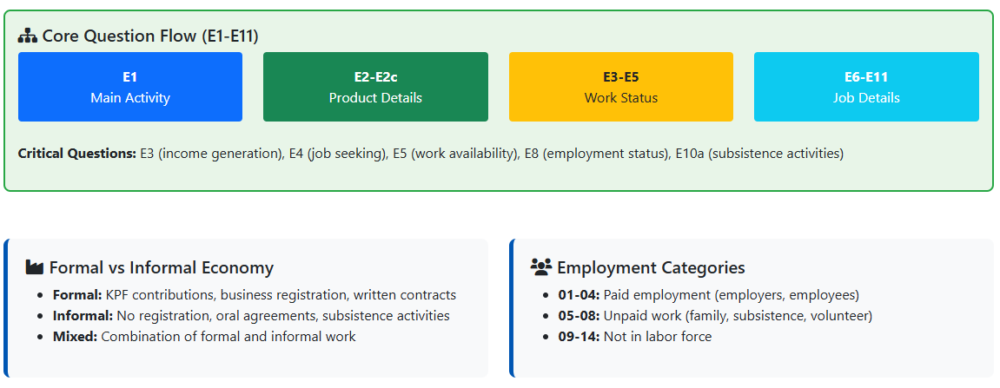 Core Question Flow (E1-E11)
E1
Main Activity
E2-E2c
Product Details
E3-E5
Work Status
E6-E11
Job Details
Critical Questions: E3 (income generation), E4 (job seeking), E5 (work availability), E8 (employment status), E10a (subsistence activities)
Formal vs Informal Economy
Formal: KPF contributions, business registration, written contracts
Informal: No registration, oral agreements, subsistence activities
Mixed: Combination of formal and informal work
Employment Categories
01-04: Paid employment (employers, employees)
05-08: Unpaid work (family, subsistence, volunteer)
09-14: Not in labor force